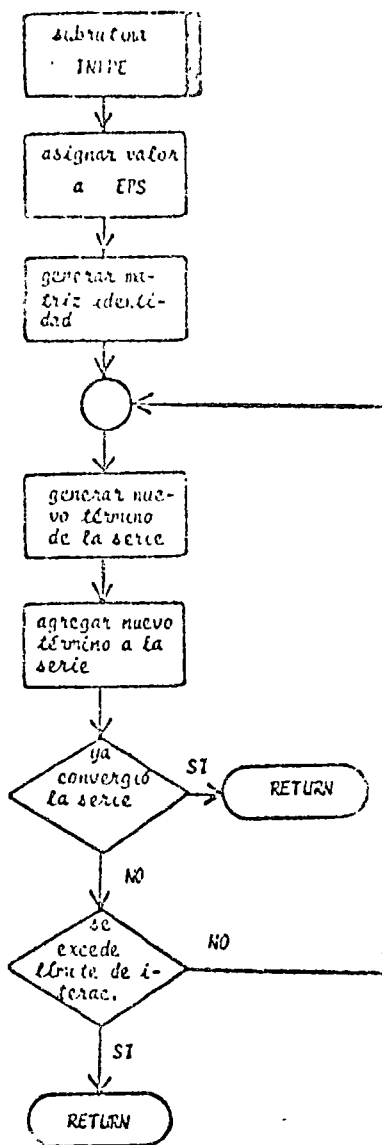 subrutina
asignar valor
a EPS
generar ma-
triz identi-
dad
generar nue-
vo término
de la serie
agregar nuevo
término a la
serie
ya
convergió
la serie
SI
RETURN
NO
se
excede
límite de i-
terac.
NO
SI
RETURN